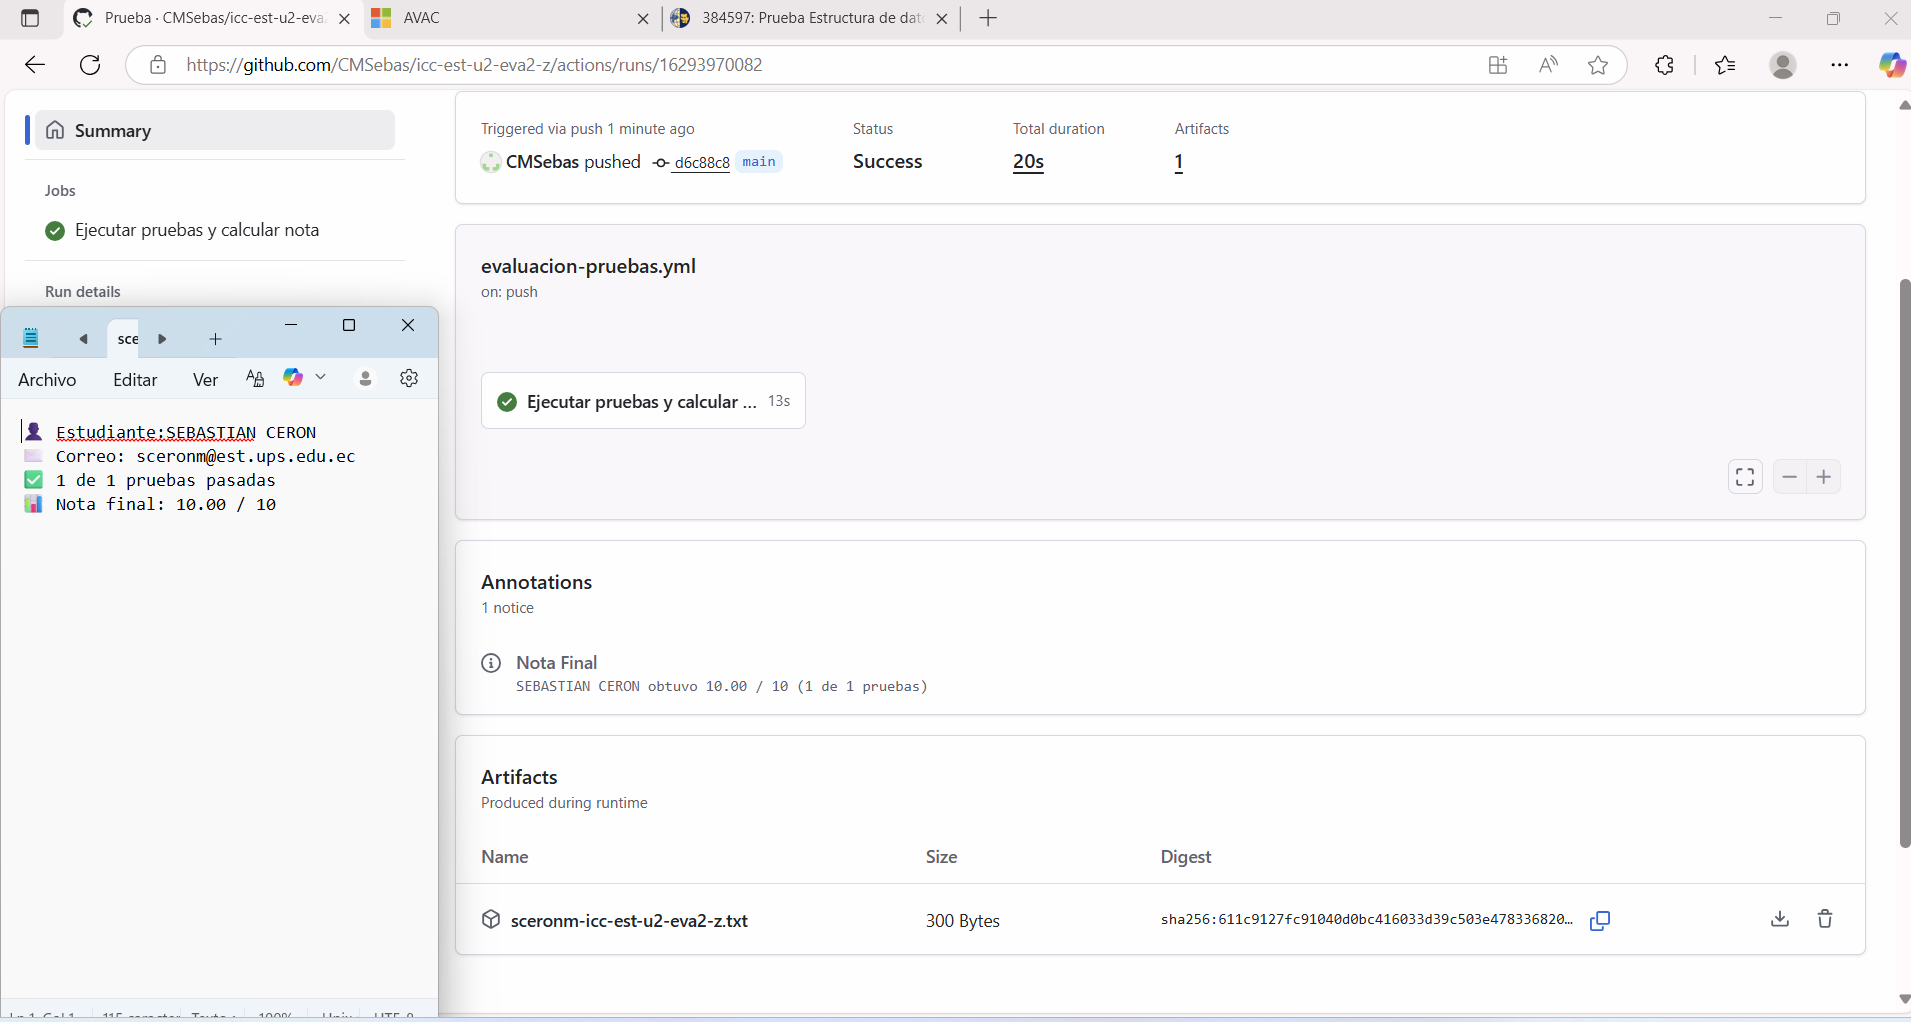 Prueba · CMSebas/icc-est-u2-eva
AVAC
384597: Prueba Estructura de dat
https://github.com/CMSebas/icc-est-u2-eva2-z/actions/runs/16293970082
Summary
Jobs
Ejecutar pruebas y calcular nota
Run details
Triggered via push 1 minute ago
CMSebas pushed d6c88c8 main
Status
Success
Total duration
20s
Artifacts
1
evaluacion-pruebas.yml
on: push
Ejecutar pruebas y calcular ... 13s
Annotations
1 notice
Nota Final
SEBASTIAN CERON obtuvo 10.00 / 10 (1 de 1 pruebas)
Artifacts
Produced during runtime
Name Size Digest
sceronm-icc-est-u2-eva2-z.txt 300 Bytes sha256:611c9127fc91040d0bc416033d39c503e478336820…
sce
Archivo Editar Ver
Estudiante:SEBASTIAN CERON
Correo: sceronm@est.ups.edu.ec
1 de 1 pruebas pasadas
Nota final: 10.00 / 10